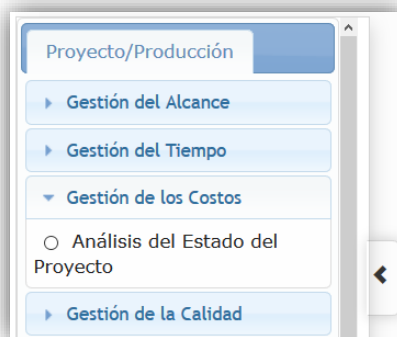 Proyecto/Producción
Gestión del Alcance
Gestión del Tiempo
Gestión de los Costos
Análisis del Estado del
Proyecto
Gestión de la Calidad